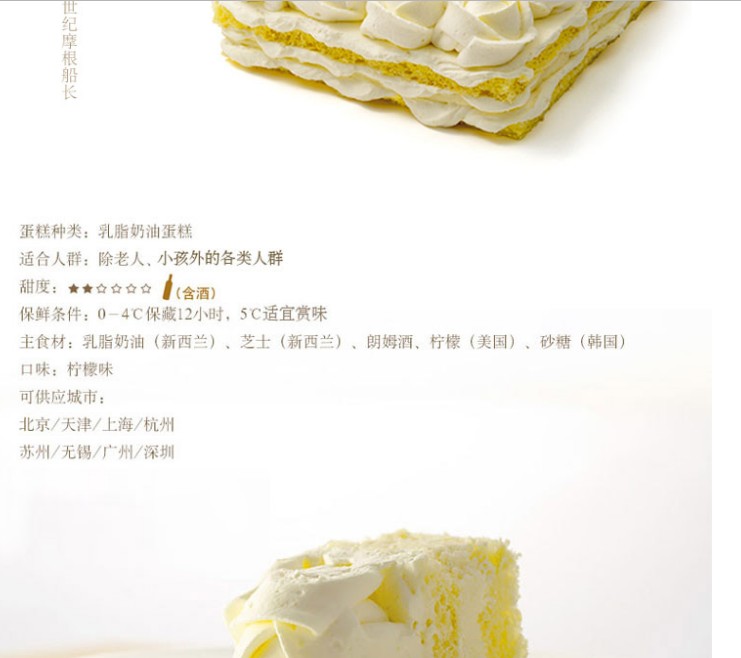 世纪摩根船长
蛋糕种类：乳脂奶油蛋糕
适合人群：除老人、小孩外的各类人群
甜度：★★☆☆☆☆ (含酒)
保鲜条件：0－4℃保藏12小时，5℃适宜赏味
主食材：乳脂奶油（新西兰）、芝士（新西兰）、朗姆酒、柠檬（美国）、砂糖（韩国）
口味：柠檬味
可供应城市：
北京/天津/上海/杭州
苏州/无锡/广州/深圳